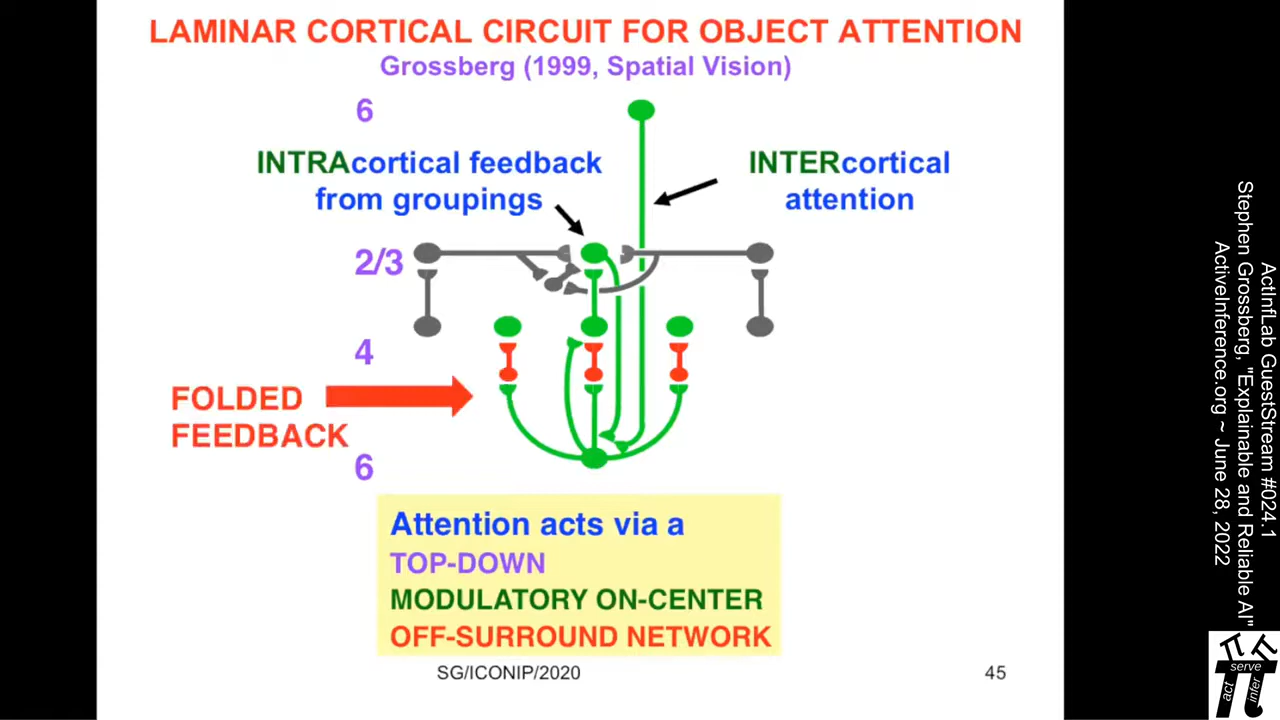 LAMINAR CORTICAL CIRCUIT FOR OBJECT ATTENTION
Grossberg (1999, Spatial Vision)
6
INTRAcortical feedback
from groupings
INTERcortical
attention
2/3
4
FOLDED
FEEDBACK
6
Attention acts via a
TOP-DOWN
MODULATORY ON-CENTER
OFF-SURROUND NETWORK
SG/ICONIP/2020
45
ActInfLab GuestStream #024.1
Stephen Grossberg, "Explainable and Reliable AI"
ActiveInference.org ~ June 28, 2022
serve
act
infer